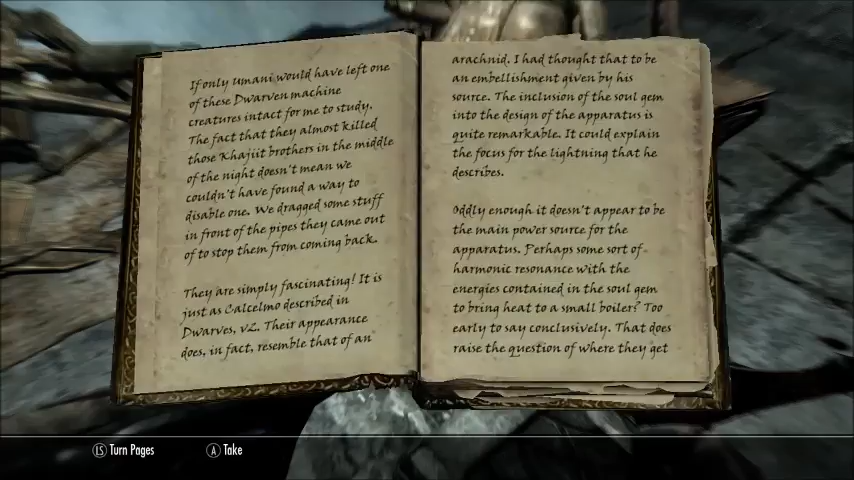 If only Umani would have left one
of these Dwarven machine
creatures intact for me to study.
The fact that they almost killed
those Khajiit brothers in the middle
of the night doesn't mean we
couldn't have found a way to
disable one. We dragged some stuff
in front of the pipes they came out
of to stop them from coming back.
They are simply fascinating! It is
just as Calcelmo described in
Dwarves, v2. Their appearance
does, in fact, resemble that of an
arachnid. I had thought that to be
an embellishment given by his
source. The inclusion of the soul gem
into the design of the apparatus is
quite remarkable. It could explain
the focus for the lightning that he
describes.
Oddly enough it doesn't appear to be
the main power source for the
apparatus. Perhaps some sort of
harmonic resonance with the
energies contained in the soul gem
to bring heat to a small boiler? Too
early to say conclusively. That does
raise the question of where they get
LS Turn Pages
A Take